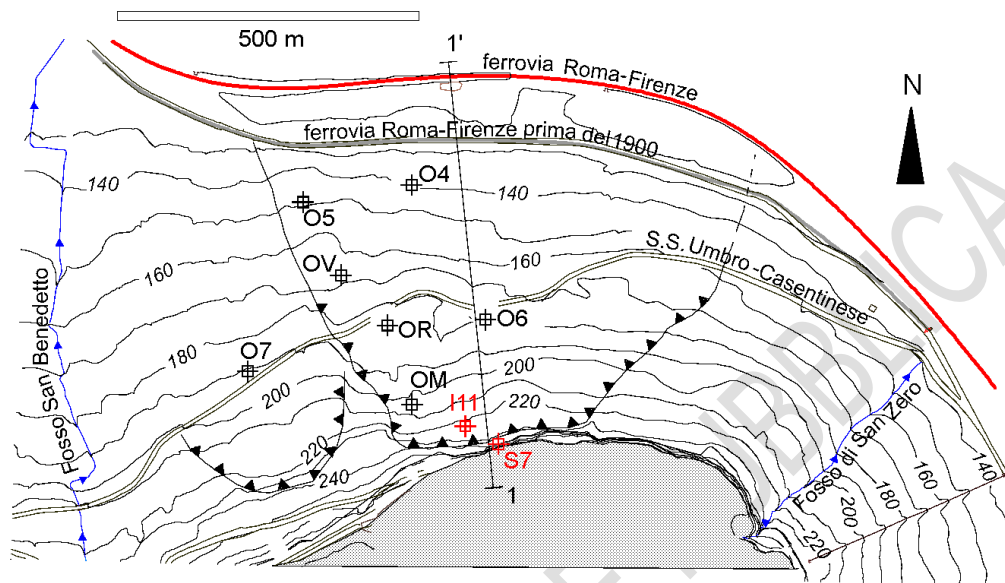 500 m
1'
ferrovia Roma-Firenze
N
ferrovia Roma-Firenze prima del 1900
140
O4
140
O5
S.S. Umbro-Casentinese
160
OV
160
Fosso San Benedetto
OR
O6
180
O7
200
200
OM
I11
220
220
S7
240
1
Fosso di San Zero
140
160
180
200
220
UBBLICA